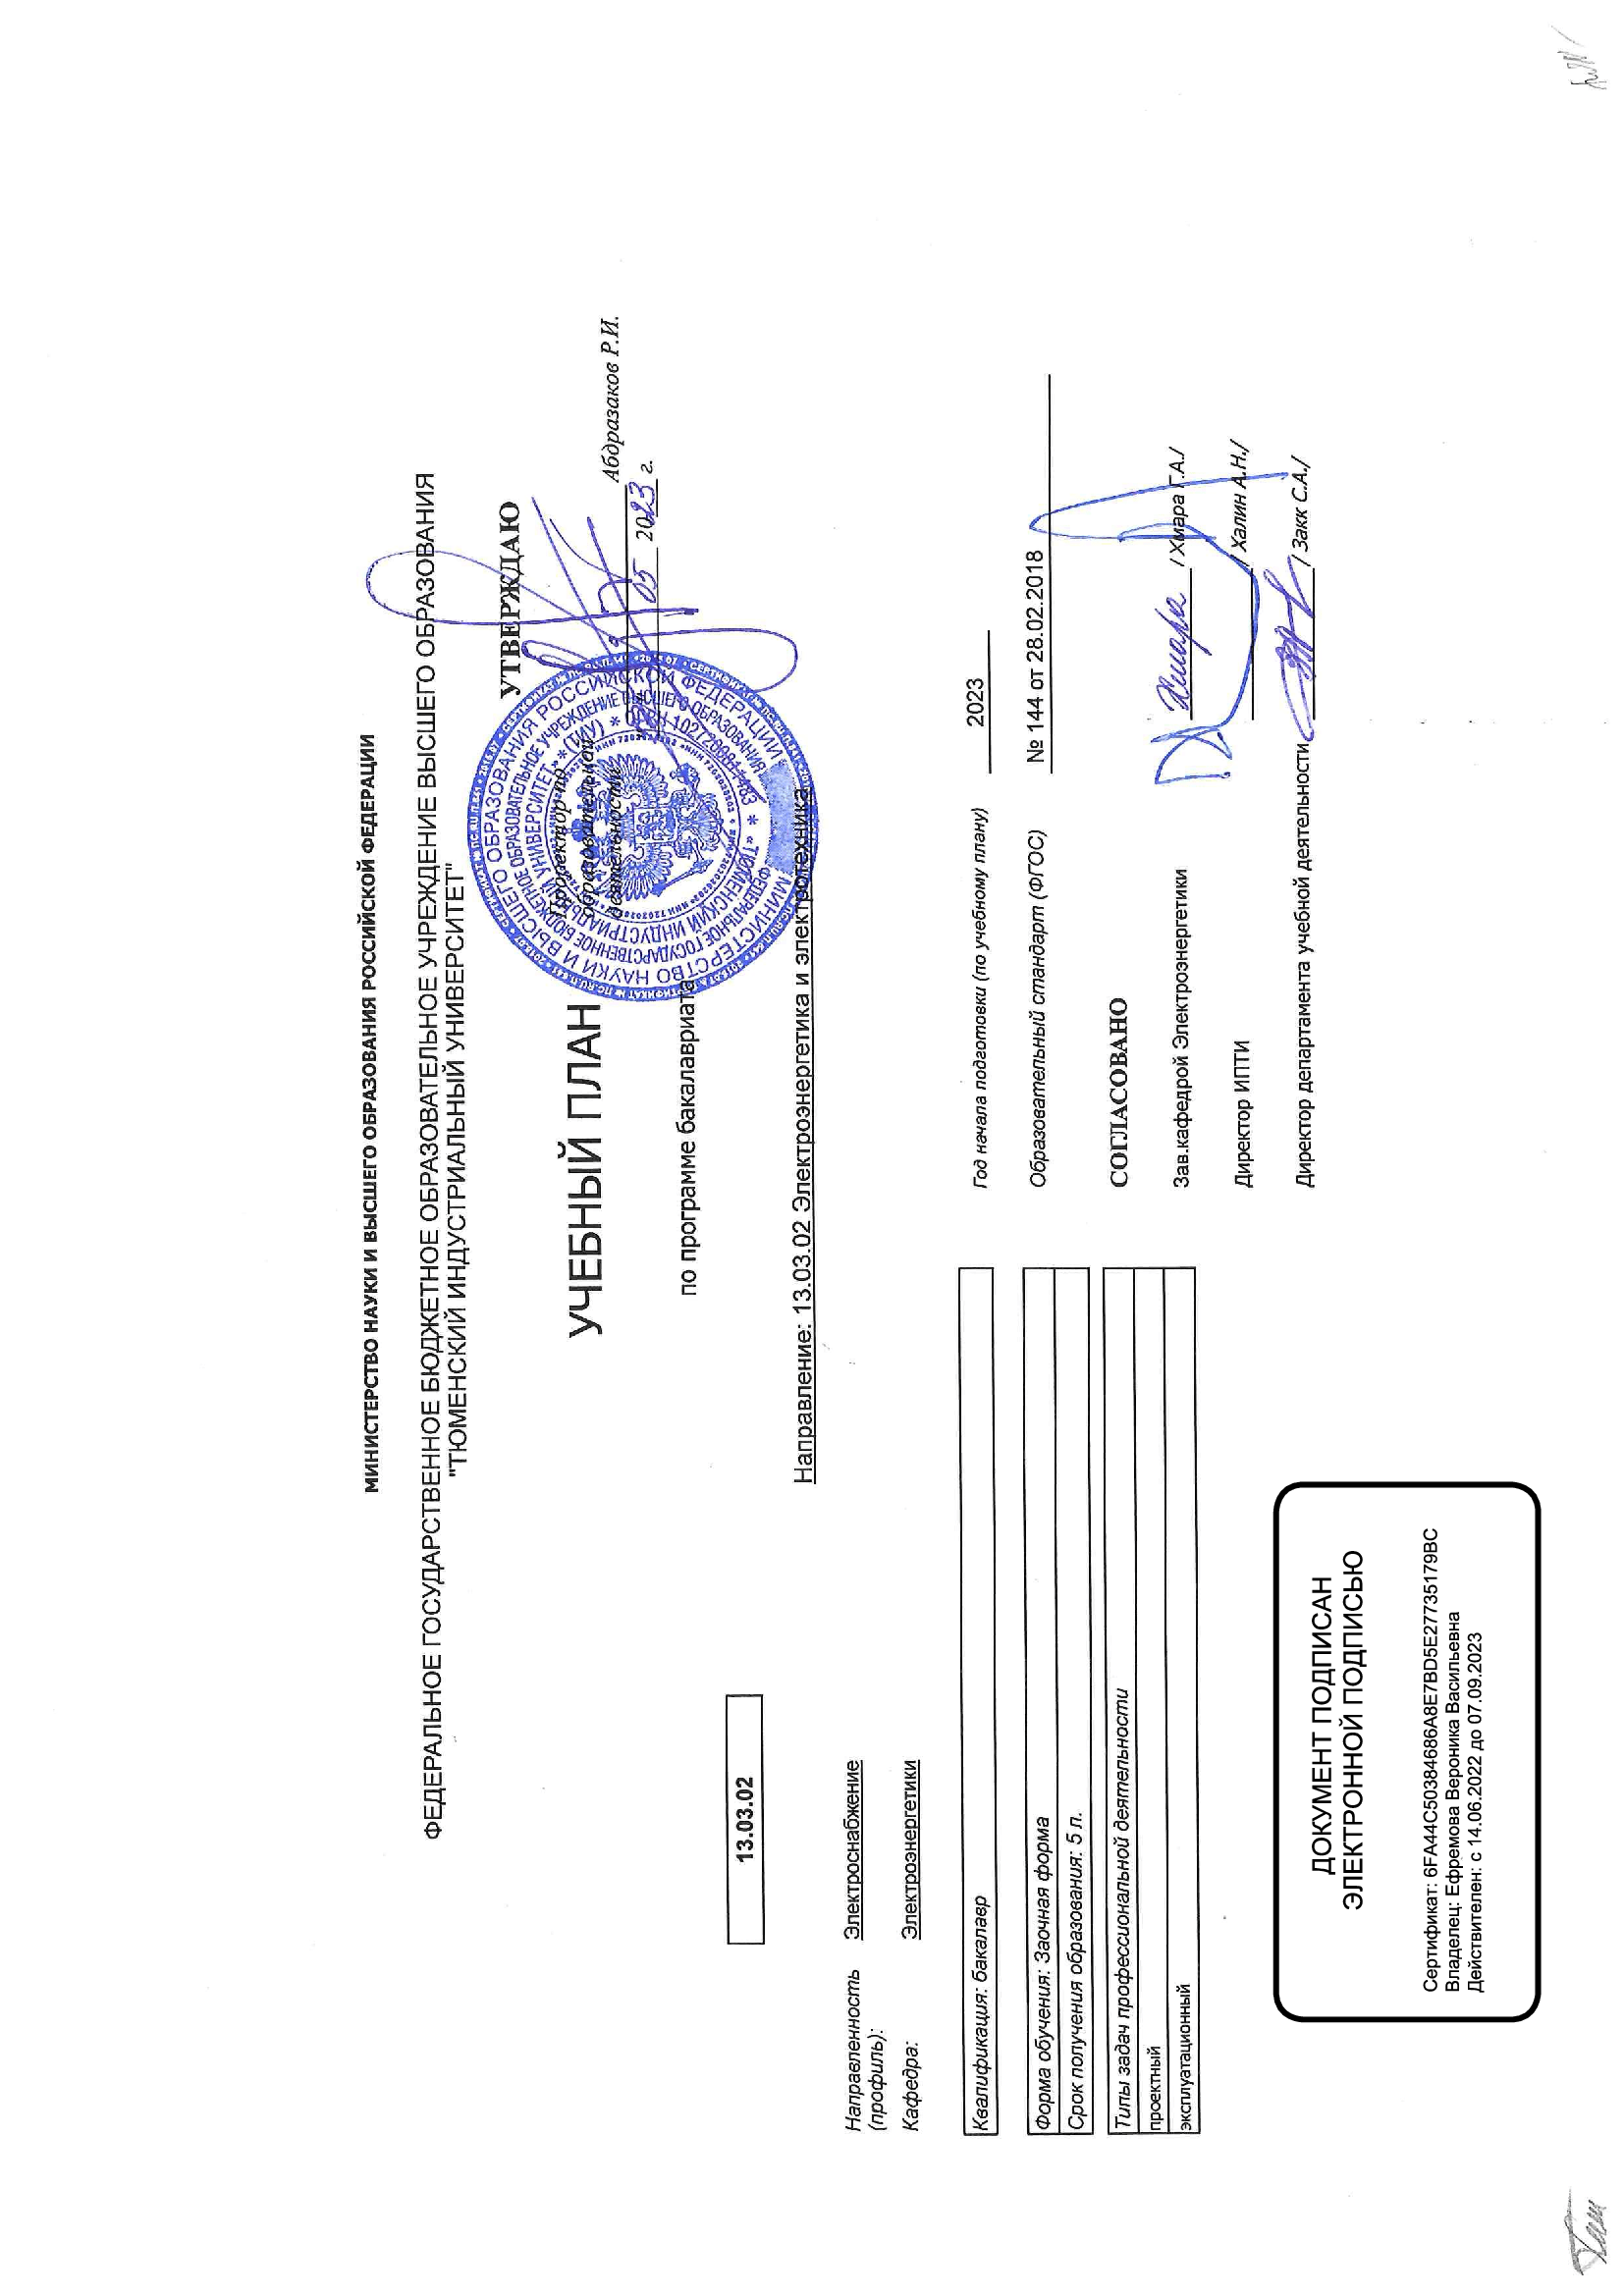 МИНИСТЕРСТВО НАУКИ И ВЫСШЕГО ОБРАЗОВАНИЯ РОССИЙСКОЙ ФЕДЕРАЦИИ
ФЕДЕРАЛЬНОЕ ГОСУДАРСТВЕННОЕ БЮДЖЕТНОЕ ОБРАЗОВАТЕЛЬНОЕ УЧРЕЖДЕНИЕ ВЫСШЕГО ОБРАЗОВАНИЯ
"ТЮМЕНСКИЙ ИНДУСТРИАЛЬНЫЙ УНИВЕРСИТЕТ"
УТВЕРЖДАЮ
Проректор по
образовательной
деятельности
Абдразаков Р.И.
05 2023 г.
УЧЕБНЫЙ ПЛАН
по программе бакалавриата
13.03.02
Направление: 13.03.02 Электроэнергетика и электротехника
Направленность (профиль): Электроснабжение
Кафедра: Электроэнергетики
Квалификация: бакалавр
Год начала подготовки (по учебному плану) 2023
Форма обучения: Заочная форма
Срок получения образования: 5 л.
Образовательный стандарт (ФГОС) № 144 от 28.02.2018
Типы задач профессиональной деятельности
проектный
эксплуатационный
СОГЛАСОВАНО
Зав.кафедрой Электроэнергетики Хмара / Хмара Г.А./
Директор ИПТИ / Халин А.Н./
Директор департамента учебной деятельности / Закк С.А./
ДОКУМЕНТ ПОДПИСАН
ЭЛЕКТРОННОЙ ПОДПИСЬЮ
Сертификат: 6FA44C5038468A8E7BD5E27735179BC
Владелец: Ефремова Вероника Васильевна
Действителен: с 14.06.2022 до 07.09.2023